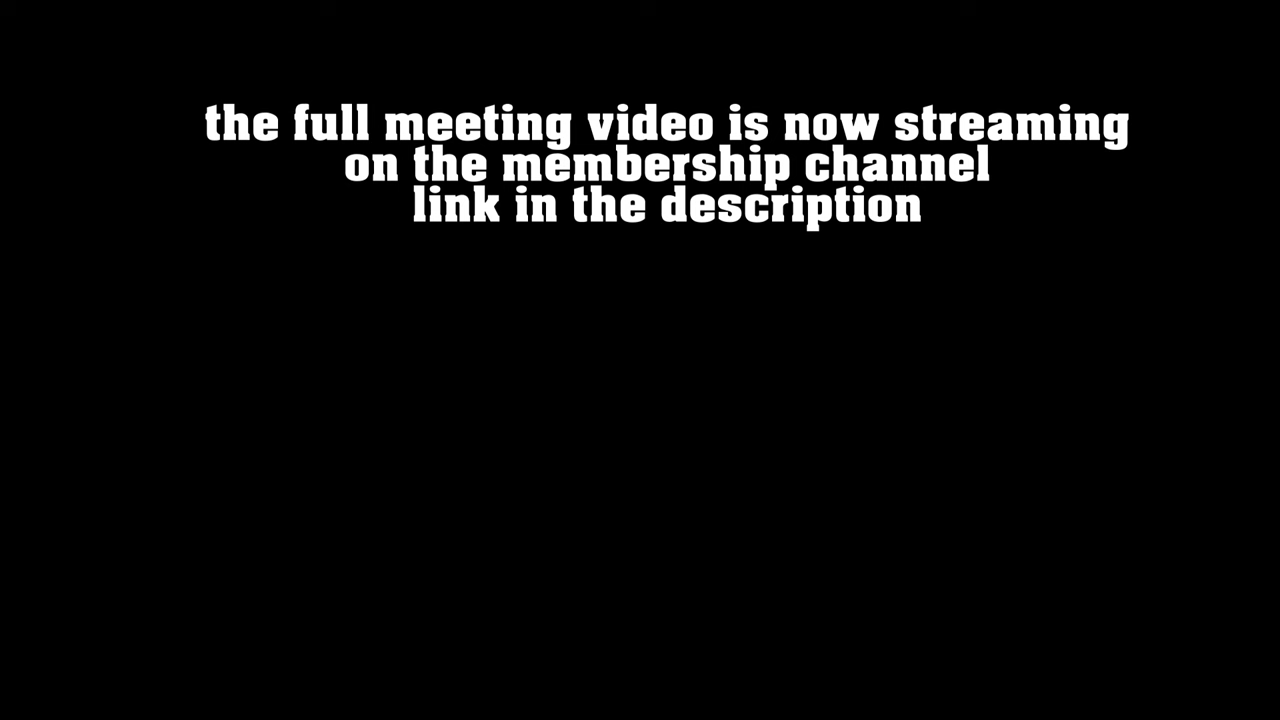 the full meeting video is now streaming
on the membership channel
link in the description